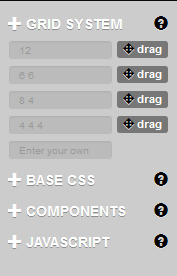 GRID SYSTEM ?
12 drag
6 6 drag
8 4 drag
4 4 4 drag
Enter your own
BASE CSS ?
COMPONENTS ?
JAVASCRIPT ?